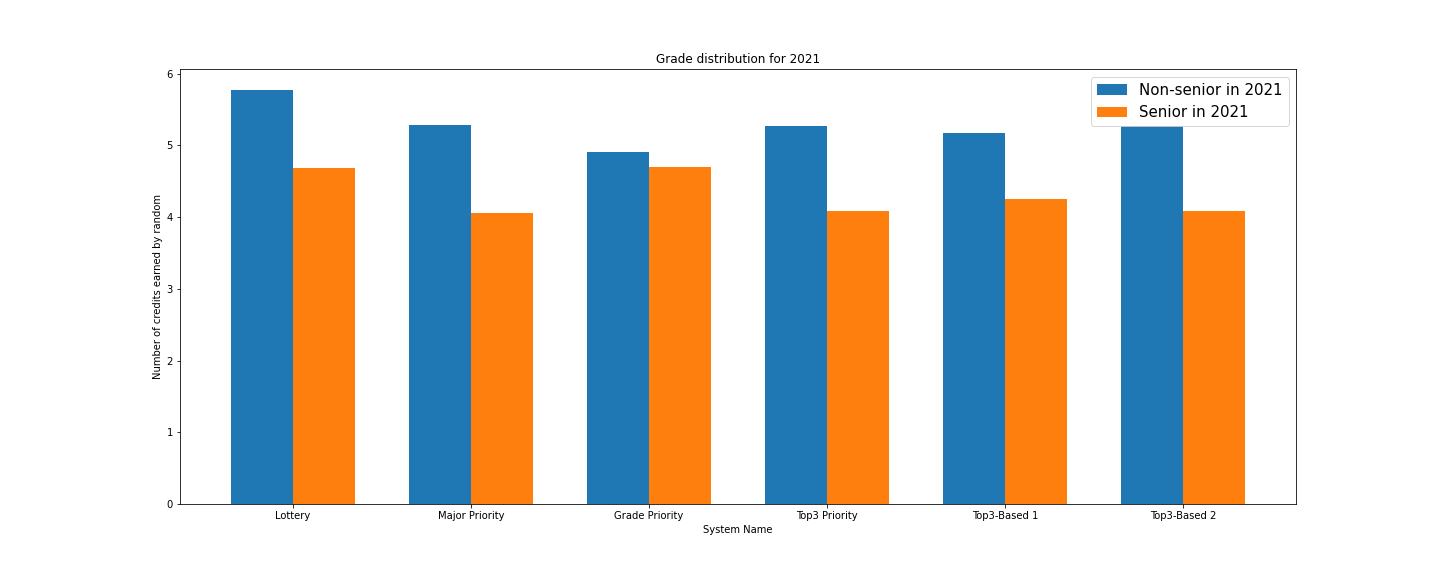 Grade distribution for 2021
Non-senior in 2021
Senior in 2021
Number of credits earned by random
6
5
4
3
2
1
0
Lottery
Major Priority
Grade Priority
Top3 Priority
Top3-Based 1
Top3-Based 2
System Name